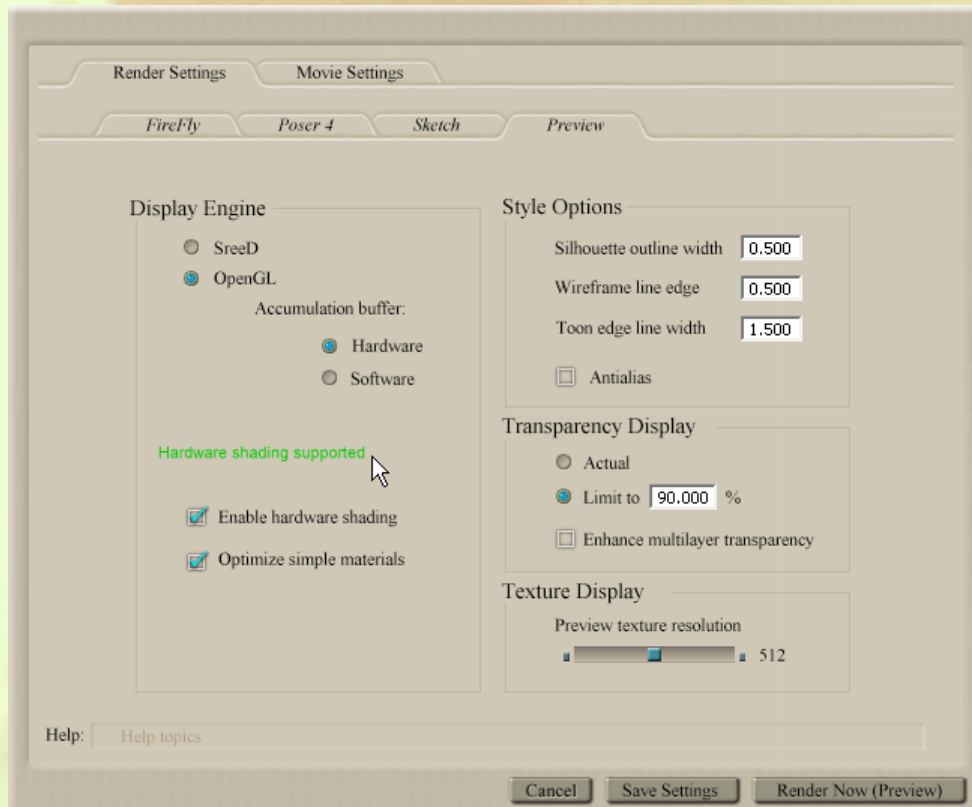 Render Settings
Movie Settings
FireFly
Poser 4
Sketch
Preview
Display Engine
SreeD
OpenGL
Accumulation buffer:
Hardware
Software
Hardware shading supported
Enable hardware shading
Optimize simple materials
Style Options
Silhouette outline width 0.500
Wireframe line edge 0.500
Toon edge line width 1.500
Antialias
Transparency Display
Actual
Limit to 90.000 %
Enhance multilayer transparency
Texture Display
Preview texture resolution
512
Help: Help topics
Cancel
Save Settings
Render Now (Preview)